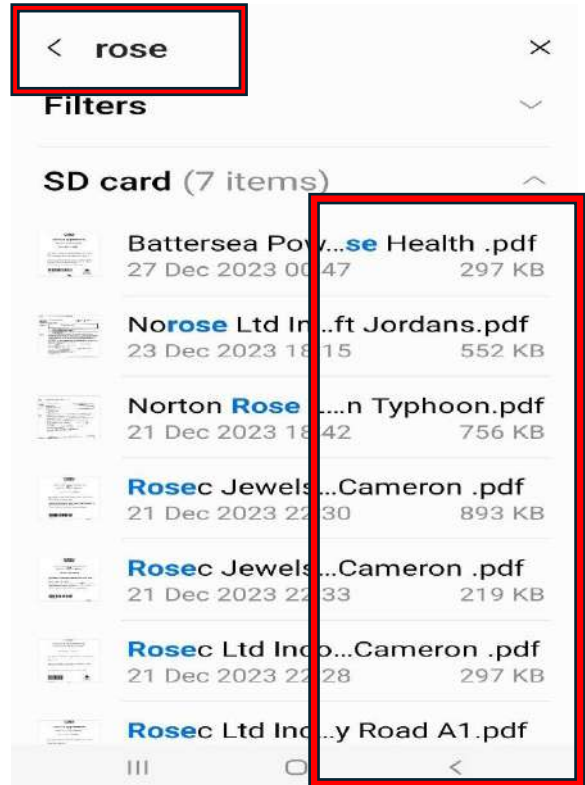 rose
Filters
SD card (7 items)
Battersea Pow...se Health .pdf
27 Dec 2023 00:47 297 KB
Norose Ltd In...ft Jordans.pdf
23 Dec 2023 18:15 552 KB
Norton Rose ...n Typhoon.pdf
21 Dec 2023 18:42 756 KB
Rosec Jewels...Cameron .pdf
21 Dec 2023 22:30 893 KB
Rosec Jewels...Cameron .pdf
21 Dec 2023 22:33 219 KB
Rosec Ltd Indo...Cameron .pdf
21 Dec 2023 22:28 297 KB
Rosec Ltd Ind...y Road A1.pdf